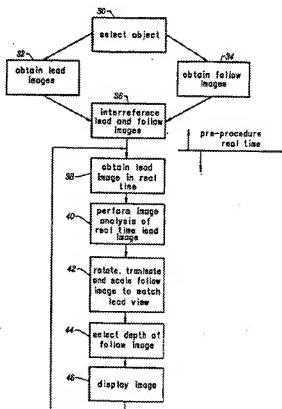 30
select object
32
obtain lead
images
34
obtain follow
images
36
interreference
lead and follow
images
pre-procedure
real time
38
obtain lead
image in real
time
40
perform image
analysis of
real time lead
image
42
rotate, translate
and scale follow
image to match
lead view
44
select depth of
follow image
46
display image